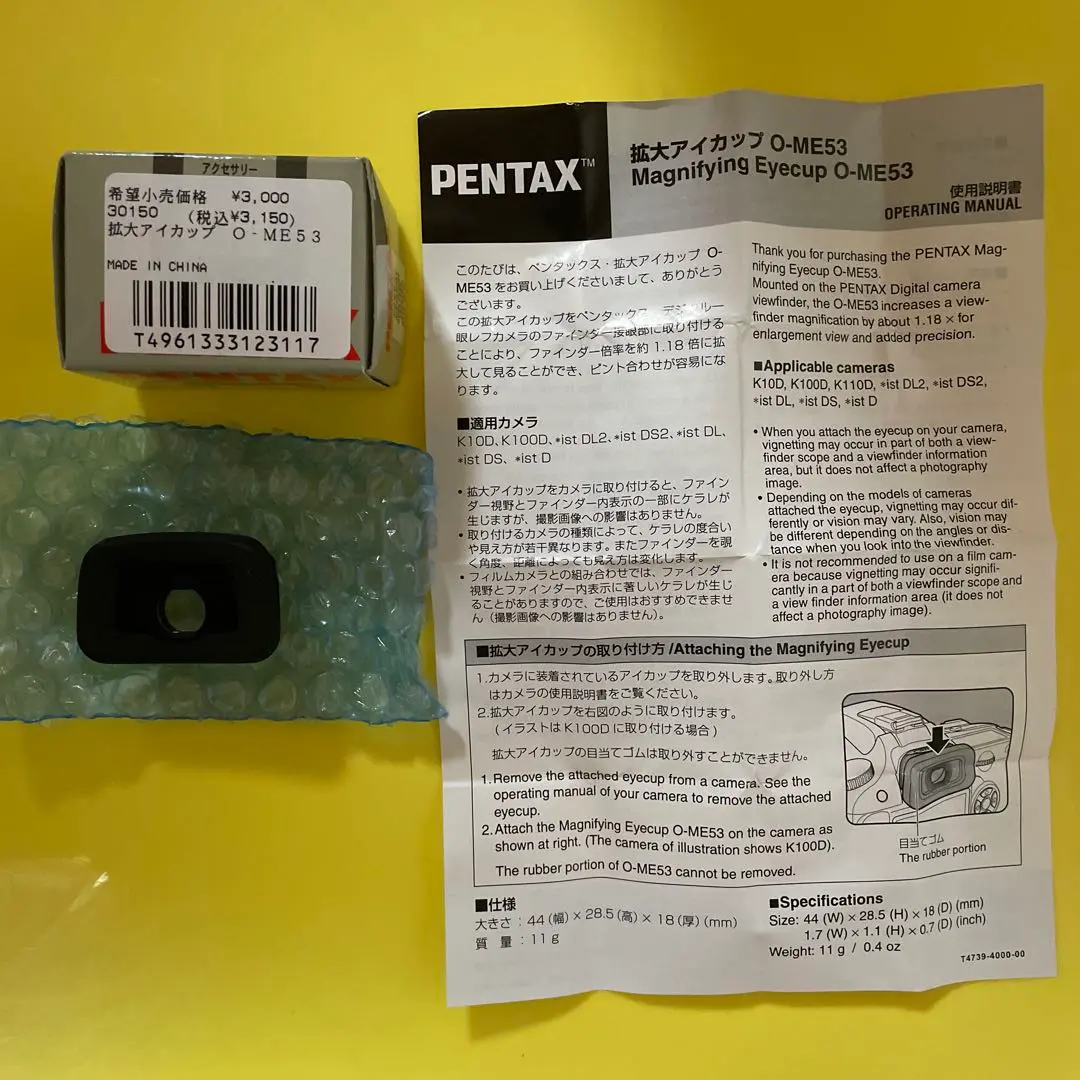 アクセサリー
希望小売価格 ¥3,000
30150 (税込¥3,150)
拡大アイカップ O-ME53
MADE IN CHINA
T4961333123117
PENTAX™
拡大アイカップ O-ME53
Magnifying Eyecup O-ME53
使用説明書
OPERATING MANUAL
このたびは、ペンタックス・拡大アイカップ O-
ME53をお買い上げくださいまして、ありがとう
ございます。
この拡大アイカップをペンタックス デジタル一
眼レフカメラのファインダー接眼部に取り付ける
ことにより、ファインダー倍率を約 1.18 倍に拡
大して見ることができ、ピント合わせが容易にな
ります。
■適用カメラ
K10D、K100D、*ist DL2、*ist DS2、*ist DL、
*ist DS、*ist D
• 拡大アイカップをカメラに取り付けると、ファイン
ダー視野とファインダー内表示の一部にケラレが
生じますが、撮影画像への影響はありません。
• 取り付けるカメラの種類によって、ケラレの度合い
や見え方が若干異なります。またファインダーを覗
く角度、距離によっても見え方は変化します。
• フィルムカメラとの組み合わせでは、ファインダー
視野とファインダー内表示に著しいケラレが生じ
ることがありますので、ご使用はおすすめできませ
ん（撮影画像への影響はありません）。
Thank you for purchasing the PENTAX Mag-
nifying Eyecup O-ME53.
Mounted on the PENTAX Digital camera
viewfinder, the O-ME53 increases a view-
finder magnification by about 1.18 × for
enlargement view and added precision.
■Applicable cameras
K10D, K100D, K110D, *ist DL2, *ist DS2,
*ist DL, *ist DS, *ist D
• When you attach the eyecup on your camera,
vignetting may occur in part of both a view-
finder scope and a viewfinder information
area, but it does not affect a photography
image.
• Depending on the models of cameras
attached the eyecup, vignetting may occur dif-
ferently or vision may vary. Also, vision may
be different depending on the angles or dis-
tance when you look into the viewfinder.
• It is not recommended to use on a film cam-
era because vignetting may occur signifi-
cantly in a part of both a viewfinder scope and
a view finder information area (it does not
affect a photography image).
■拡大アイカップの取り付け方 /Attaching the Magnifying Eyecup
1.カメラに装着されているアイカップを取り外します。取り外し方
はカメラの使用説明書をご覧ください。
2.拡大アイカップを右図のように取り付けます。
(イラストはK100Dに取り付ける場合)
拡大アイカップの目当てゴムは取り外すことができません。
1.Remove the attached eyecup from a camera. See the
operating manual of your camera to remove the attached
eyecup.
2.Attach the Magnifying Eyecup O-ME53 on the camera as
shown at right. (The camera of illustration shows K100D).
The rubber portion of O-ME53 cannot be removed.
目当てゴム
The rubber portion
■仕様
大きさ : 44 (幅) × 28.5 (高) × 18 (厚) (mm)
質 量 : 11g
■Specifications
Size: 44 (W) × 28.5 (H) × 18 (D) (mm)
1.7 (W) × 1.1 (H) × 0.7 (D) (inch)
Weight: 11 g / 0.4 oz
T4739-4000-00